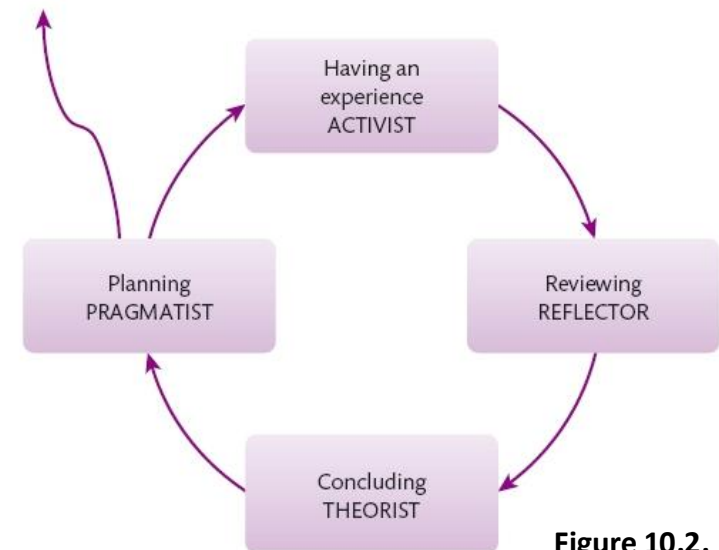 Having an
experience
ACTIVIST
Planning
PRAGMATIST
Reviewing
REFLECTOR
Concluding
THEORIST
Figure 10.2.